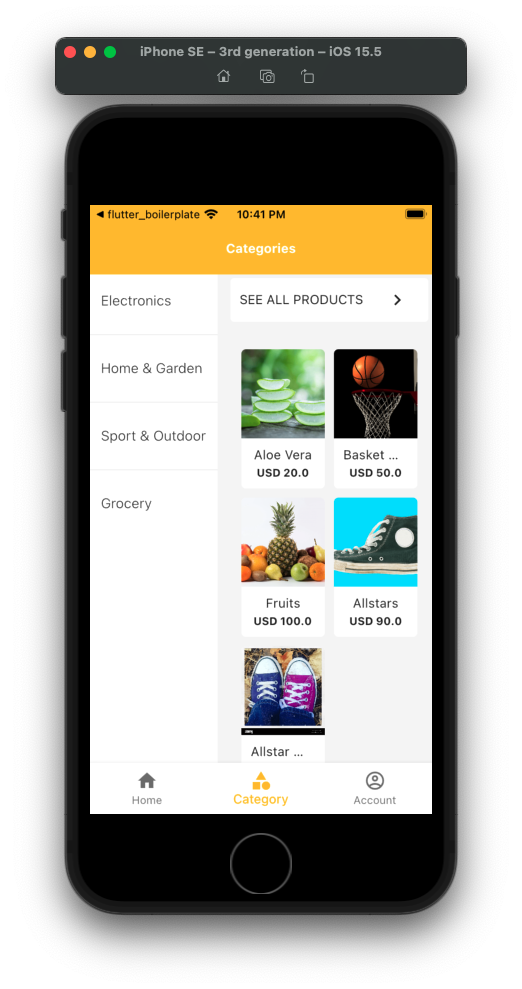 iPhone SE – 3rd generation – iOS 15.5
◀ flutter_boilerplate 10:41 PM
Categories
Electronics
SEE ALL PRODUCTS
Home & Garden
Sport & Outdoor
Grocery
Aloe Vera
USD 20.0
Basket ...
USD 50.0
Fruits
USD 100.0
Allstars
USD 90.0
Allstar ...
Home
Category
Account